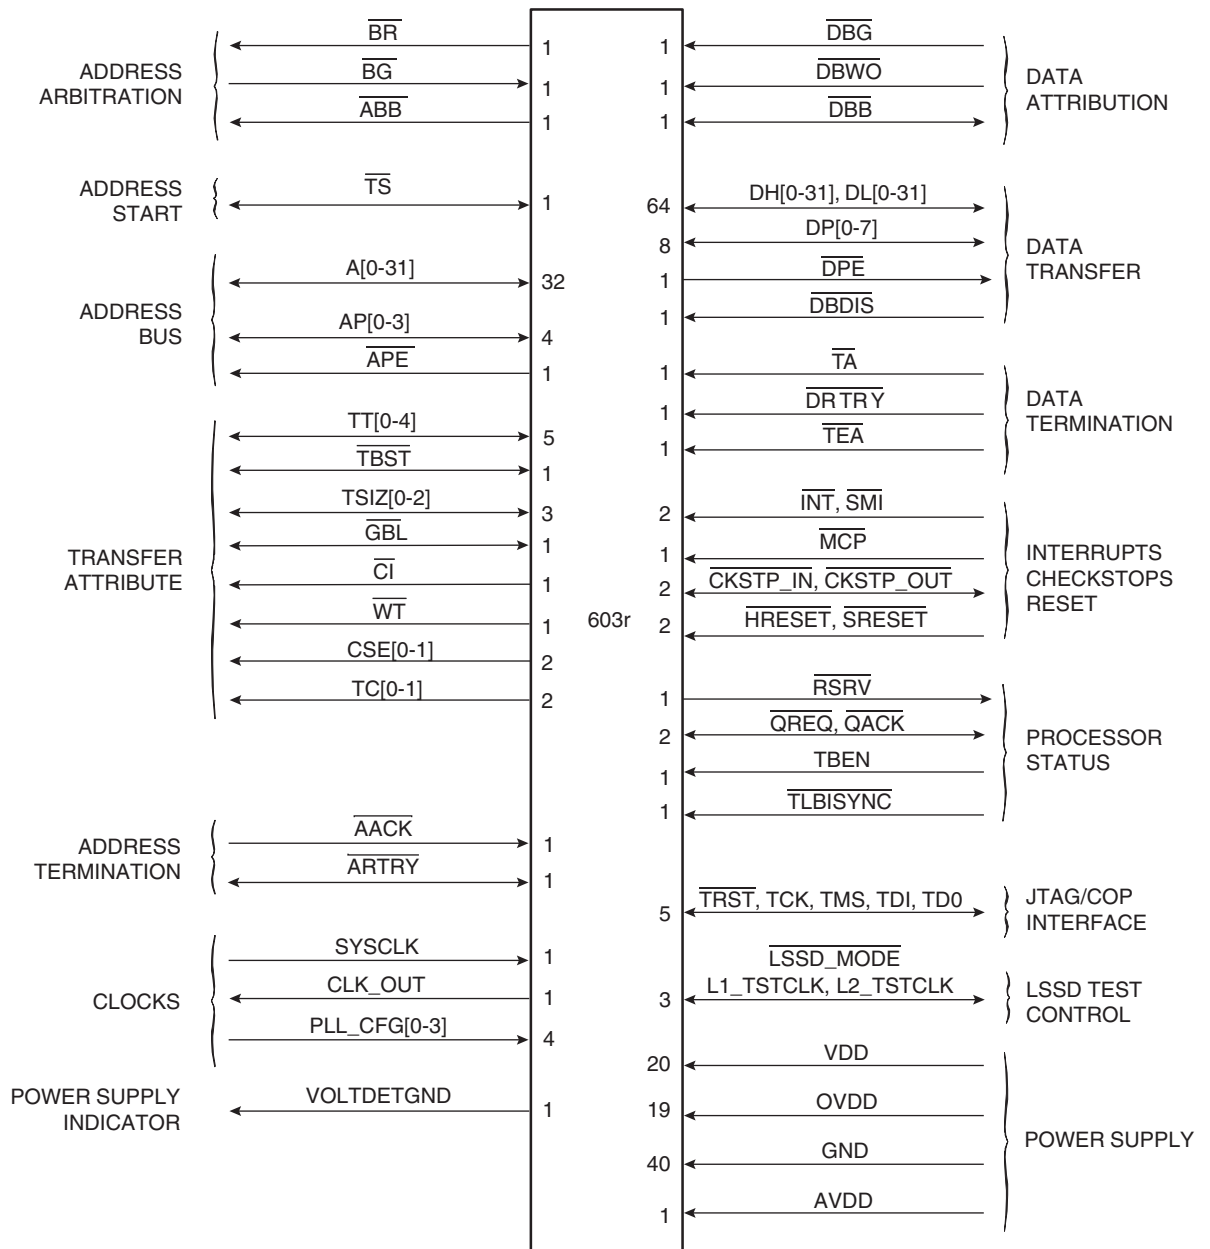 ADDRESS
ARBITRATION
BR 1
BG 1
ABB 1
ADDRESS
START
TS 1
ADDRESS
BUS
A[0-31] 32
AP[0-3] 4
APE 1
TRANSFER
ATTRIBUTE
TT[0-4] 5
TBST 1
TSIZ[0-2] 3
GBL 1
CI 1
WT 1
CSE[0-1] 2
TC[0-1] 2
ADDRESS
TERMINATION
AACK 1
ARTRY 1
CLOCKS
SYSCLK 1
CLK_OUT 1
PLL_CFG[0-3] 4
POWER SUPPLY
INDICATOR
VOLTDETGND 1
603r
1 DBG
1 DBWO
1 DBB
DATA
ATTRIBUTION
64 DH[0-31], DL[0-31]
8 DP[0-7]
1 DPE
1 DBDIS
DATA
TRANSFER
1 TA
1 DRTRY
1 TEA
DATA
TERMINATION
2 INT, SMI
1 MCP
2 CKSTP_IN, CKSTP_OUT
2 HRESET, SRESET
INTERRUPTS
CHECKSTOPS
RESET
1 RSRV
2 QREQ, QACK
1 TBEN
1 TLBISYNC
PROCESSOR
STATUS
5 TRST, TCK, TMS, TDI, TD0
JTAG/COP
INTERFACE
LSSD_MODE
3 L1_TSTCLK, L2_TSTCLK
LSSD TEST
CONTROL
20 VDD
19 OVDD
40 GND
1 AVDD
POWER SUPPLY